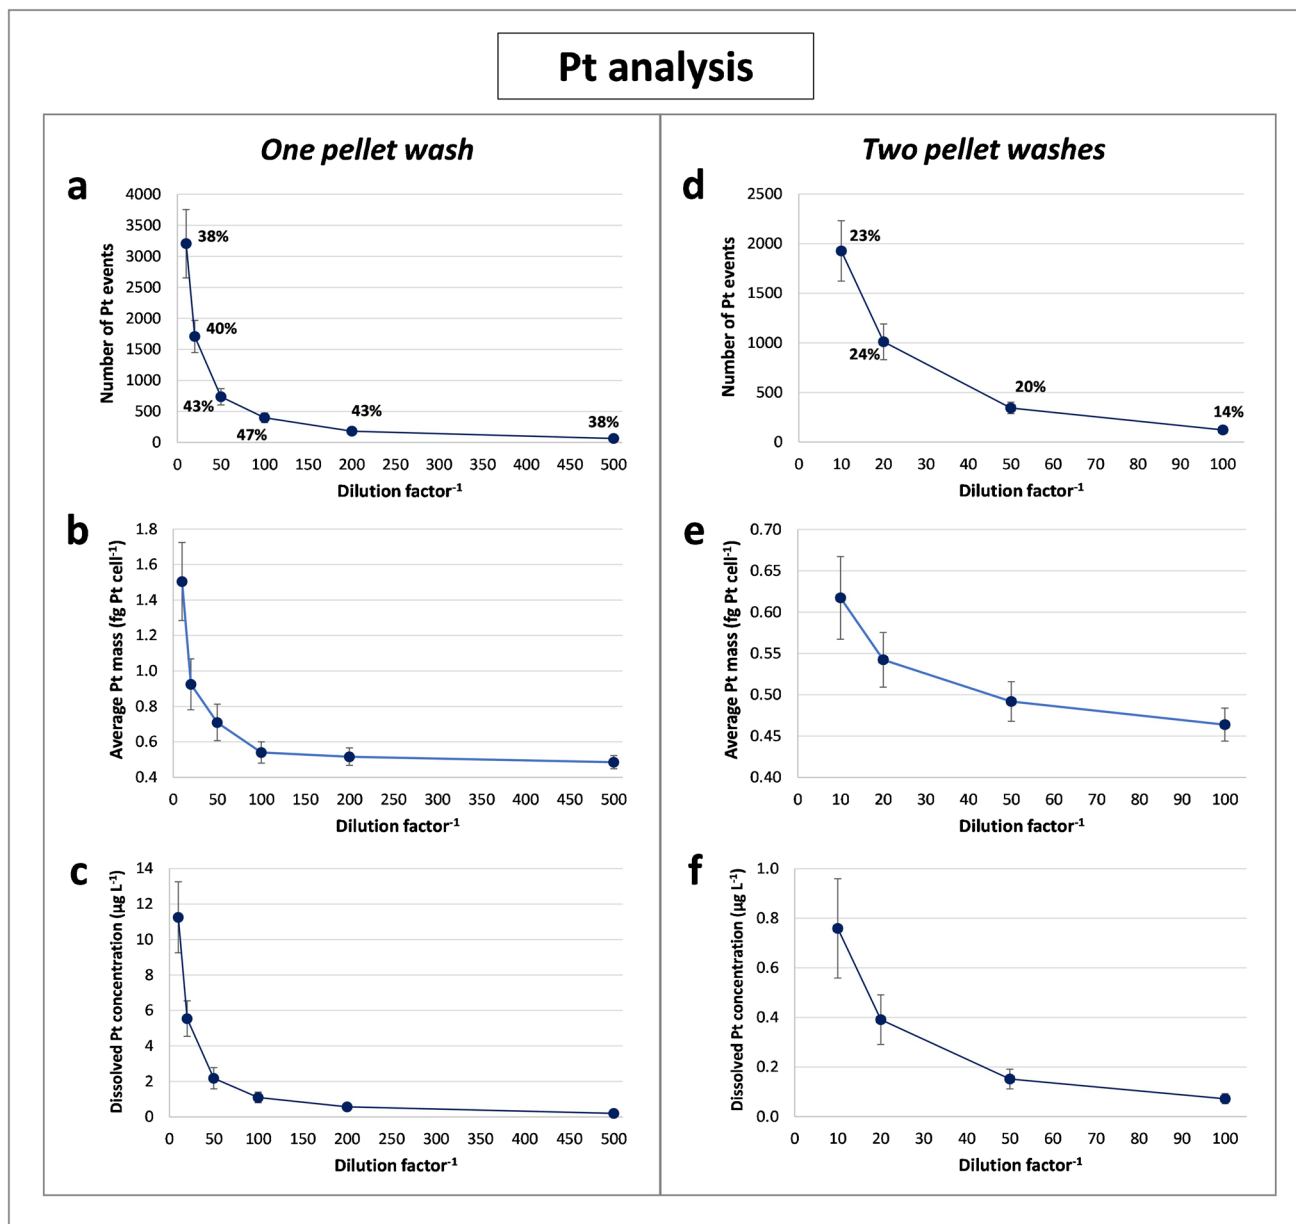 Pt analysis
One pellet wash
a
Number of Pt events
4000
3500
3000
2500
2000
1500
1000
500
0
38%
40%
43%
47%
43%
38%
0 50 100 150 200 250 300 350 400 450 500
Dilution factor⁻¹
b
Average Pt mass (fg Pt cell⁻¹)
1.8
1.6
1.4
1.2
1.0
0.8
0.6
0.4
0 50 100 150 200 250 300 350 400 450 500
Dilution factor⁻¹
c
Dissolved Pt concentration (µg L⁻¹)
14
12
10
8
6
4
2
0
0 50 100 150 200 250 300 350 400 450 500
Dilution factor⁻¹
Two pellet washes
d
Number of Pt events
2500
2000
1500
1000
500
0
23%
24%
20%
14%
0 10 20 30 40 50 60 70 80 90 100
Dilution factor⁻¹
e
Average Pt mass (fg Pt cell⁻¹)
0.70
0.65
0.60
0.55
0.50
0.45
0.40
0 10 20 30 40 50 60 70 80 90 100
Dilution factor⁻¹
f
Dissolved Pt concentration (µg L⁻¹)
1.0
0.8
0.6
0.4
0.2
0.0
0 10 20 30 40 50 60 70 80 90 100
Dilution factor⁻¹